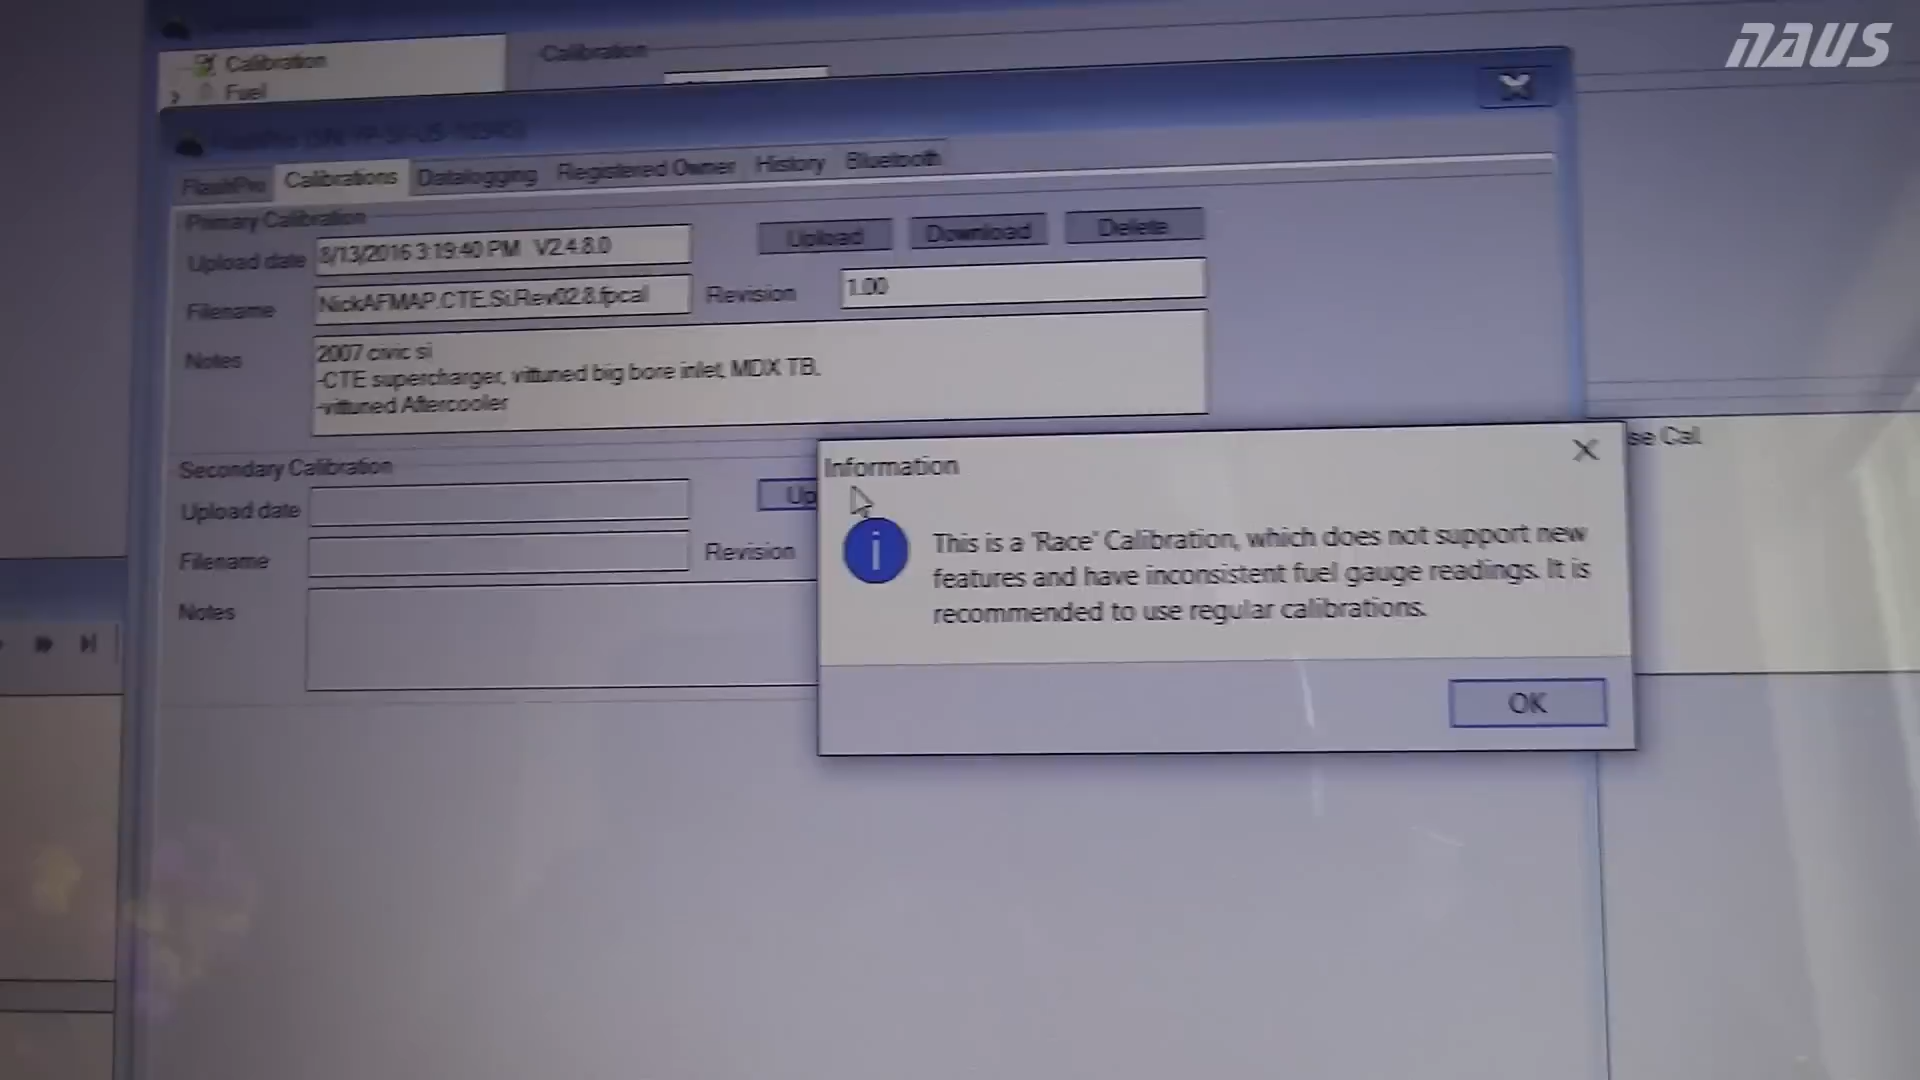 NAUS
Calibration
Calibration
Fuel
FlashPro
Calibrations
Datalogging
Registered Owner
History
Bluetooth
Primary Calibration
Upload date
8/13/2016 3:19:40 PM V2.4.8.0
Upload
Download
Delete
Filename
NickAFMAP.CTE.Si.Rev02.8.fpcal
Revision
1.00
Notes
2007 civic si
-CTE supercharger, vittuned big bore inlet, MDX TB,
-vittuned Aftercooler
se Cal.
Secondary Calibration
Upload date
Up
Filename
Revision
Notes
Information
This is a 'Race' Calibration, which does not support new
features and have inconsistent fuel gauge readings. It is
recommended to use regular calibrations.
OK